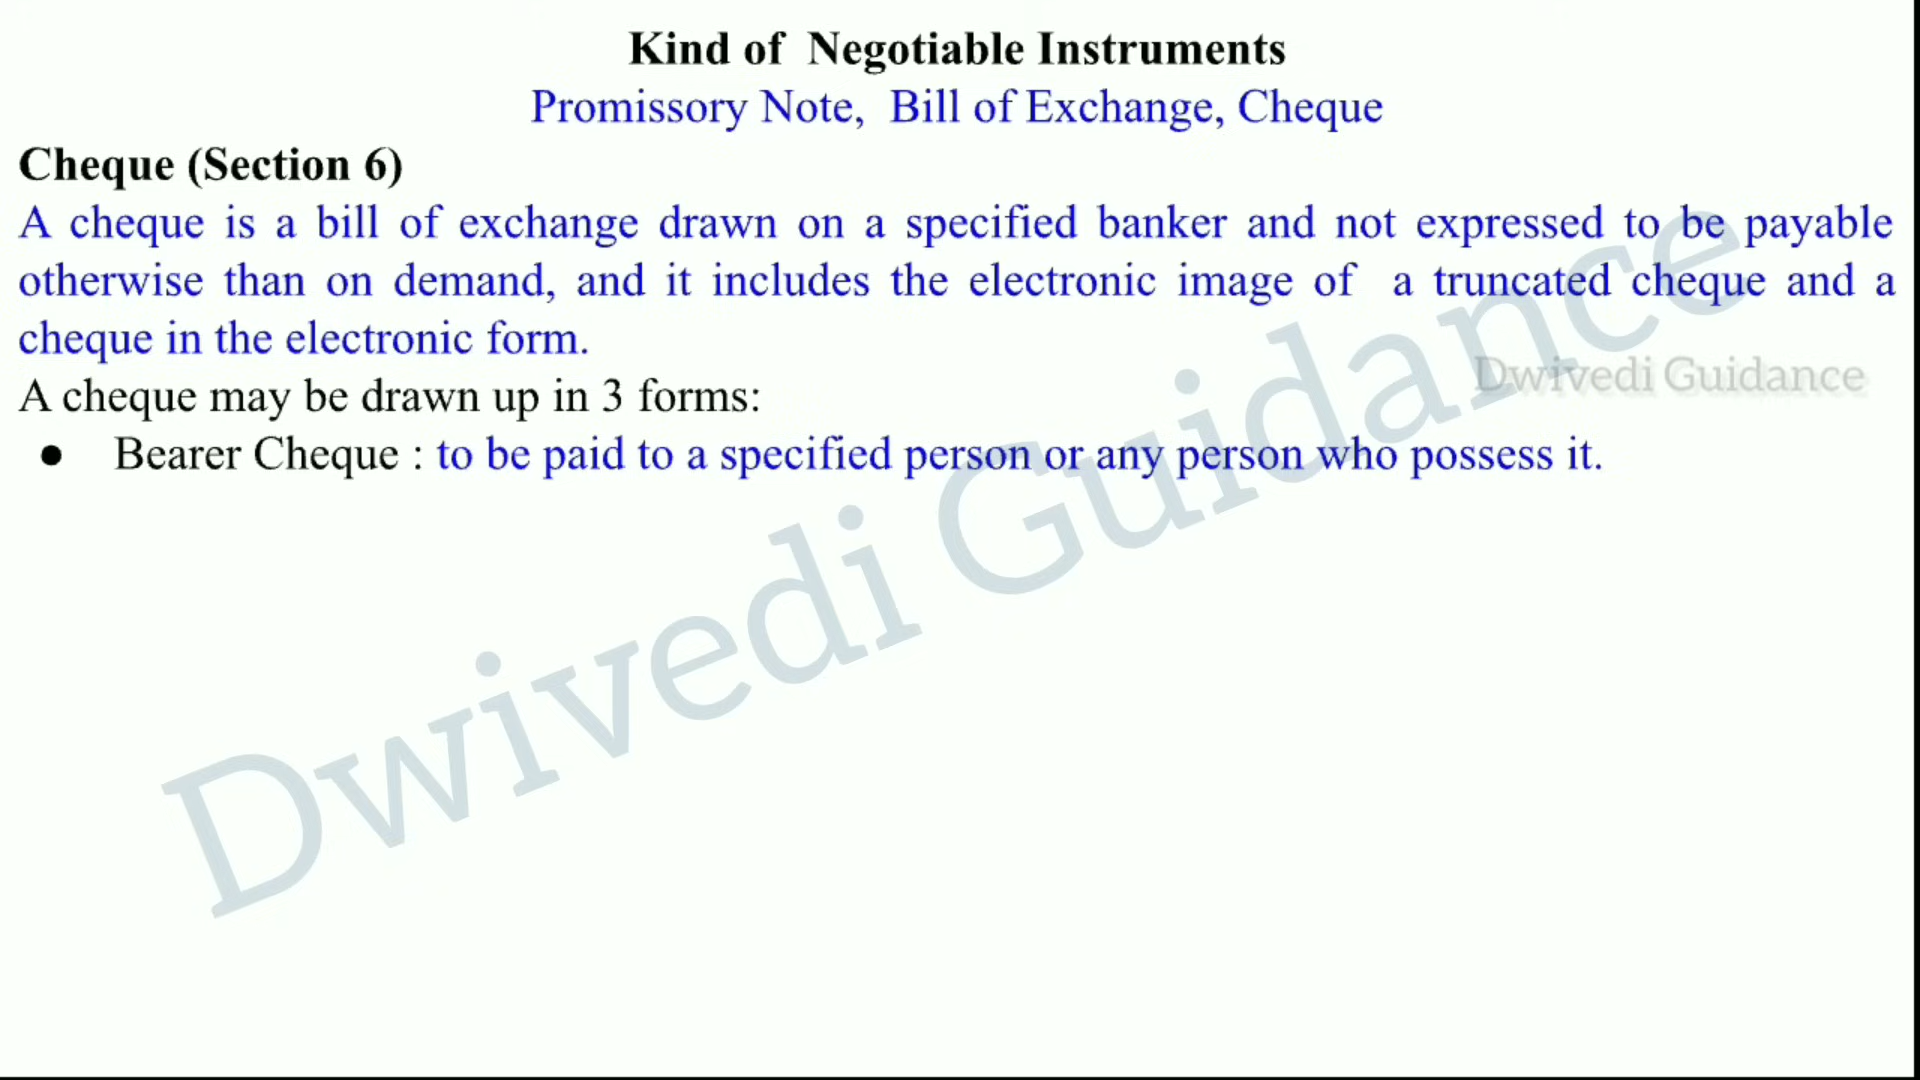 Kind of Negotiable Instruments
Promissory Note, Bill of Exchange, Cheque
Cheque (Section 6)
A cheque is a bill of exchange drawn on a specified banker and not expressed to be payable
otherwise than on demand, and it includes the electronic image of a truncated cheque and a
cheque in the electronic form.
Dwivedi Guidance
A cheque may be drawn up in 3 forms:
● Bearer Cheque : to be paid to a specified person or any person who possess it.
Dwivedi Guidance